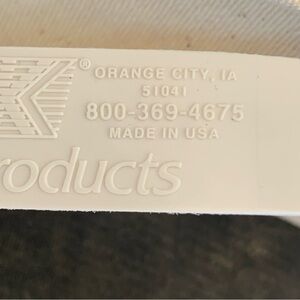 ®
ORANGE CITY, IA
51041
800-369-4675
MADE IN USA
roducts